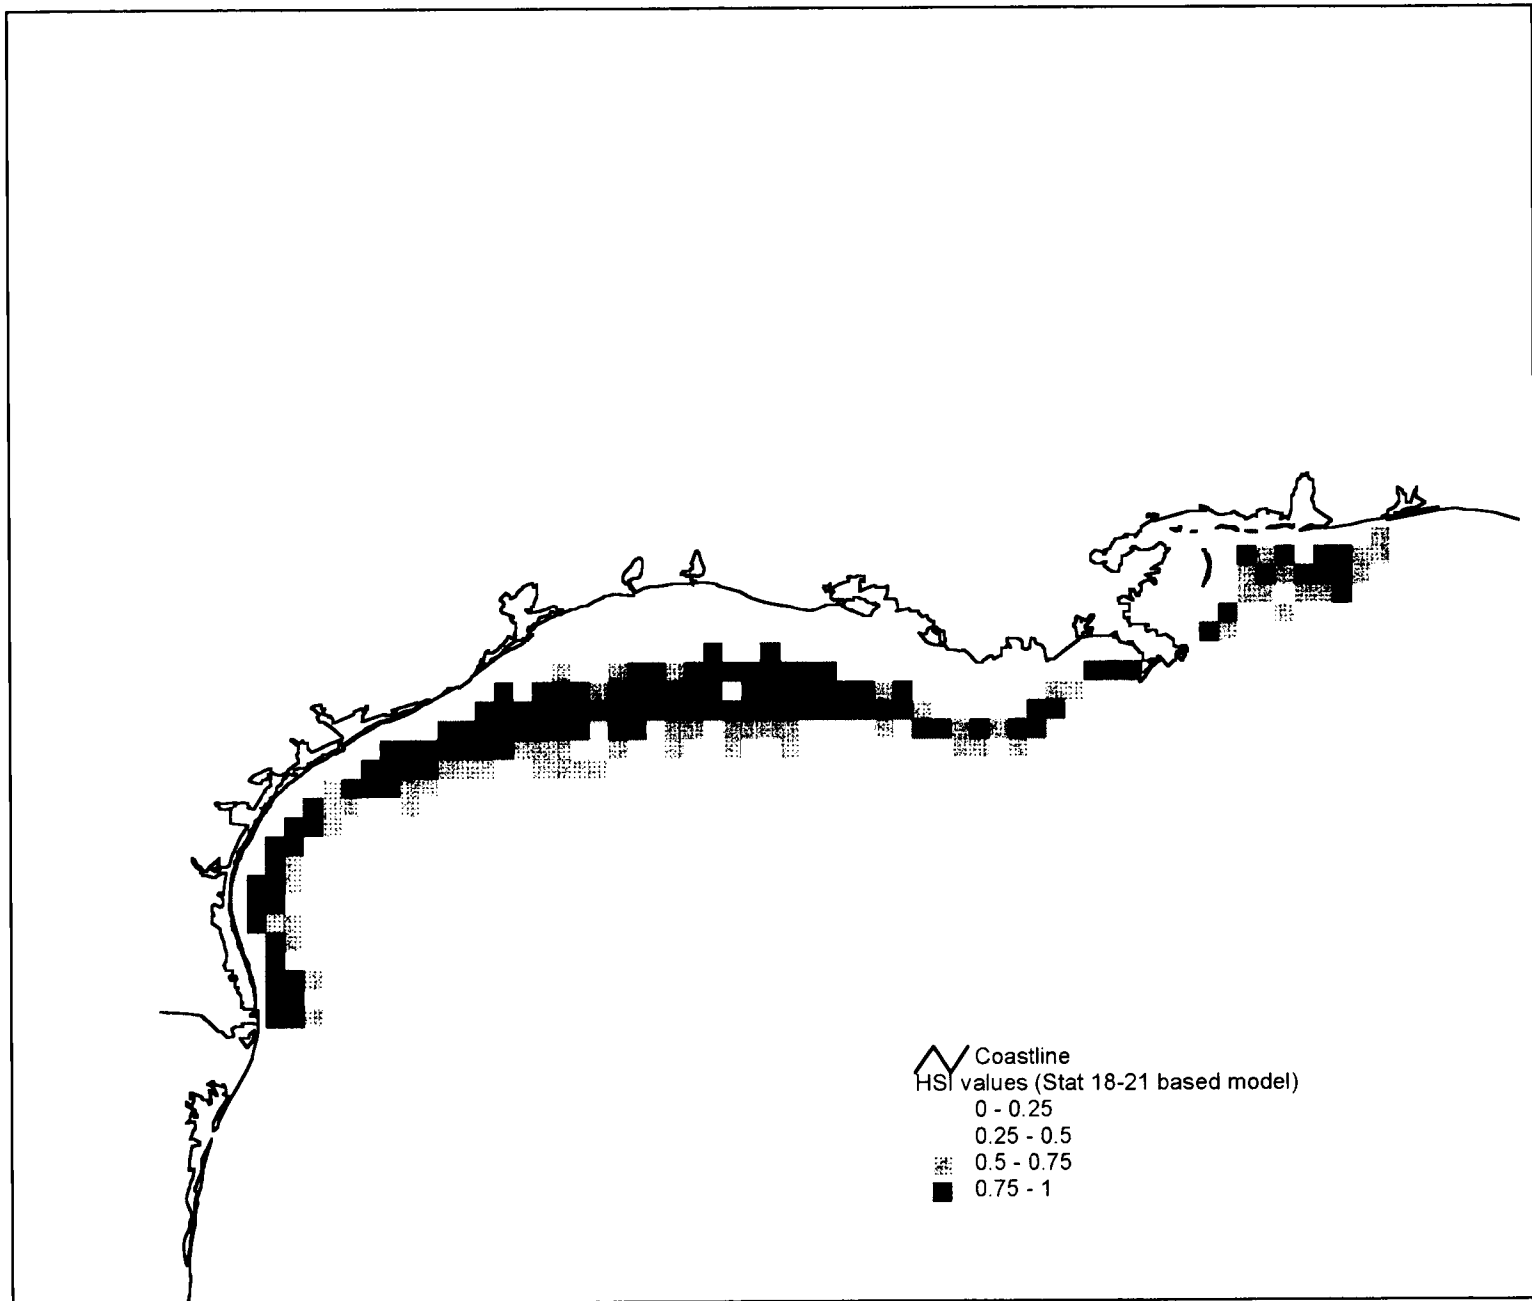 Coastline
HSI values (Stat 18-21 based model)
0 - 0.25
0.25 - 0.5
0.5 - 0.75
0.75 - 1